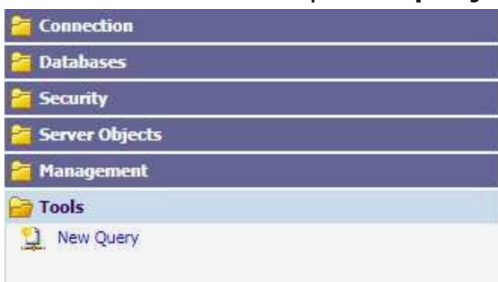 Connection
Databases
Security
Server Objects
Management
Tools
New Query